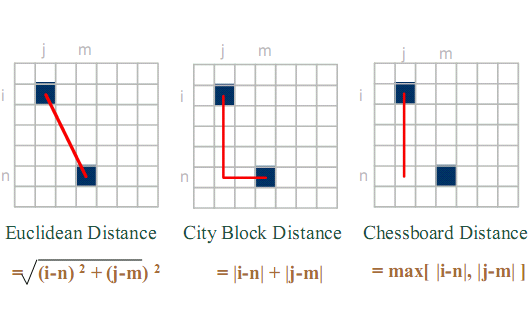 j m
i
n
Euclidean Distance
=√(i-n) ² + (j-m) ²
j m
i
n
City Block Distance
= |i-n| + |j-m|
j m
i
n
Chessboard Distance
= max[ |i-n|, |j-m| ]